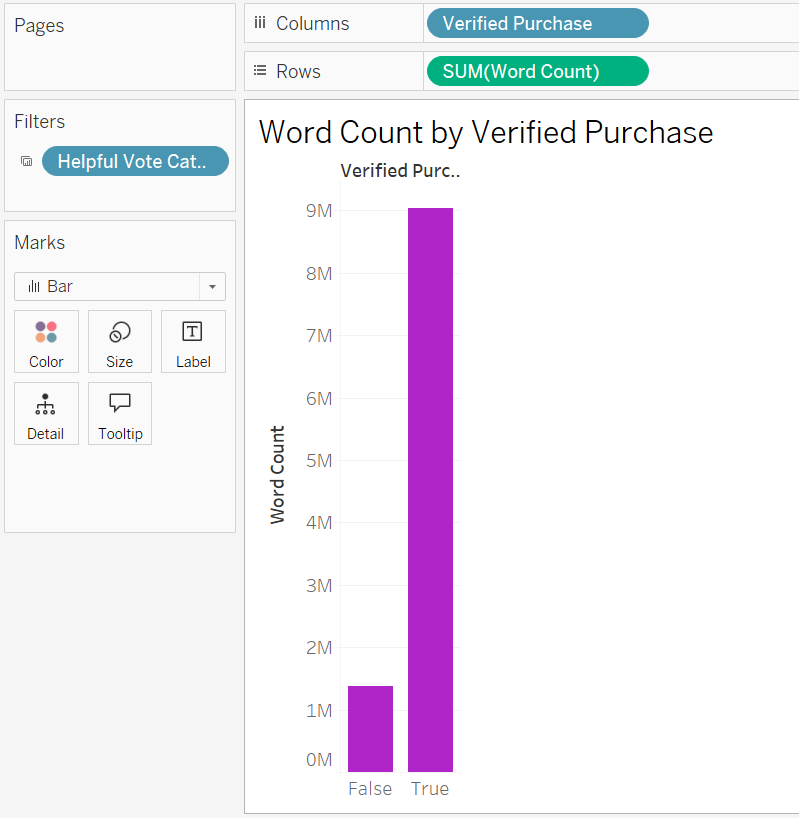 Pages
Columns
Verified Purchase
Rows
SUM(Word Count)
Filters
Helpful Vote Cat..
Marks
Bar
Color
Size
T
Label
Detail
Tooltip
Word Count by Verified Purchase
Verified Purc..
Word Count
9M
8M
7M
6M
5M
4M
3M
2M
1M
0M
False
True